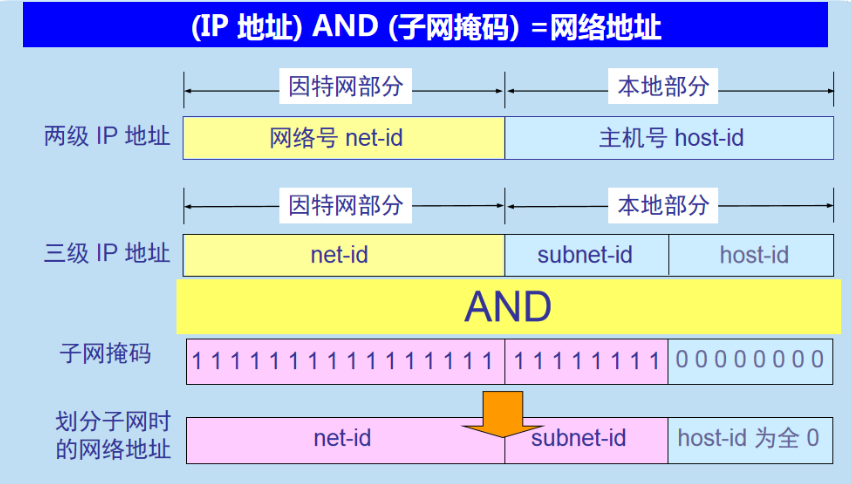 (IP 地址) AND (子网掩码) =网络地址
因特网部分 本地部分
两级 IP 地址 网络号 net-id 主机号 host-id
因特网部分 本地部分
三级 IP 地址 net-id subnet-id host-id
AND
子网掩码 1 1 1 1 1 1 1 1 1 1 1 1 1 1 1 1 1 1 1 1 1 1 1 1 0 0 0 0 0 0 0 0
划分子网时
的网络地址 net-id subnet-id host-id 为全 0